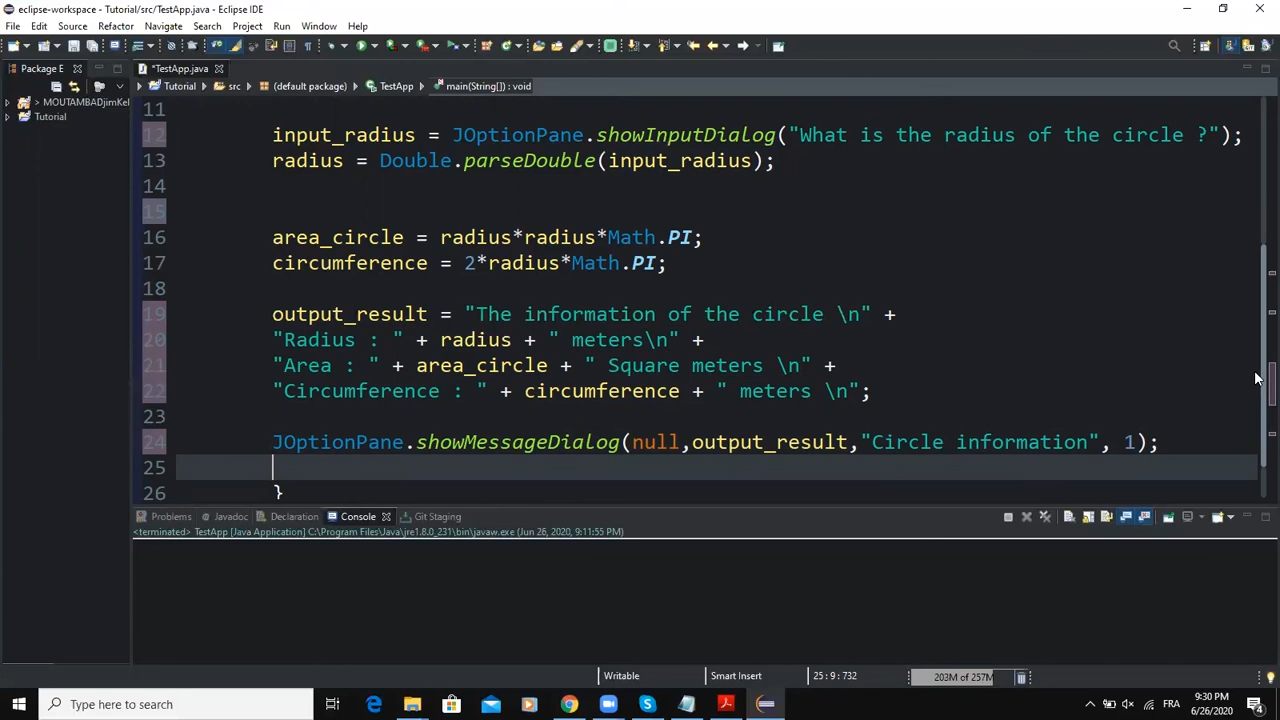 eclipse-workspace - Tutorial/src/TestApp.java - Eclipse IDE
File Edit Source Refactor Navigate Search Project Run Window Help
Package E
*TestApp.java
Tutorial src (default package) TestApp main(String[]) : void
> MOUTAMBADjimKel
Tutorial
11
12 input_radius = JOptionPane.showInputDialog("What is the radius of the circle ?");
13 radius = Double.parseDouble(input_radius);
14
15
16 area_circle = radius*radius*Math.PI;
17 circumference = 2*radius*Math.PI;
18
19 output_result = "The information of the circle \n" +
20 "Radius : " + radius + " meters\n" +
21 "Area : " + area_circle + " Square meters \n" +
22 "Circumference : " + circumference + " meters \n";
23
24 JOptionPane.showMessageDialog(null,output_result,"Circle information", 1);
25
26 }
Problems Javadoc Declaration Console Git Staging
<terminated> TestApp [Java Application] C:\Program Files\Java\jre1.8.0_231\bin\javaw.exe (Jun 26, 2020, 9:11:55 PM)
Writable Smart Insert 25 : 9 : 732 203M of 257M
Type here to search
FRA
9:30 PM
6/26/2020
4